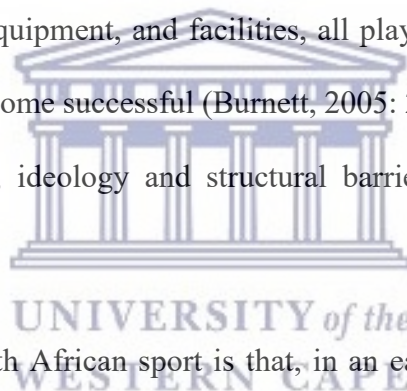 quipment, and facilities, all play
ome successful (Burnett, 2005:
ideology and structural barrie
UNIVERSITY of the
th African sport is that, in an ea
WESTERN CAPE